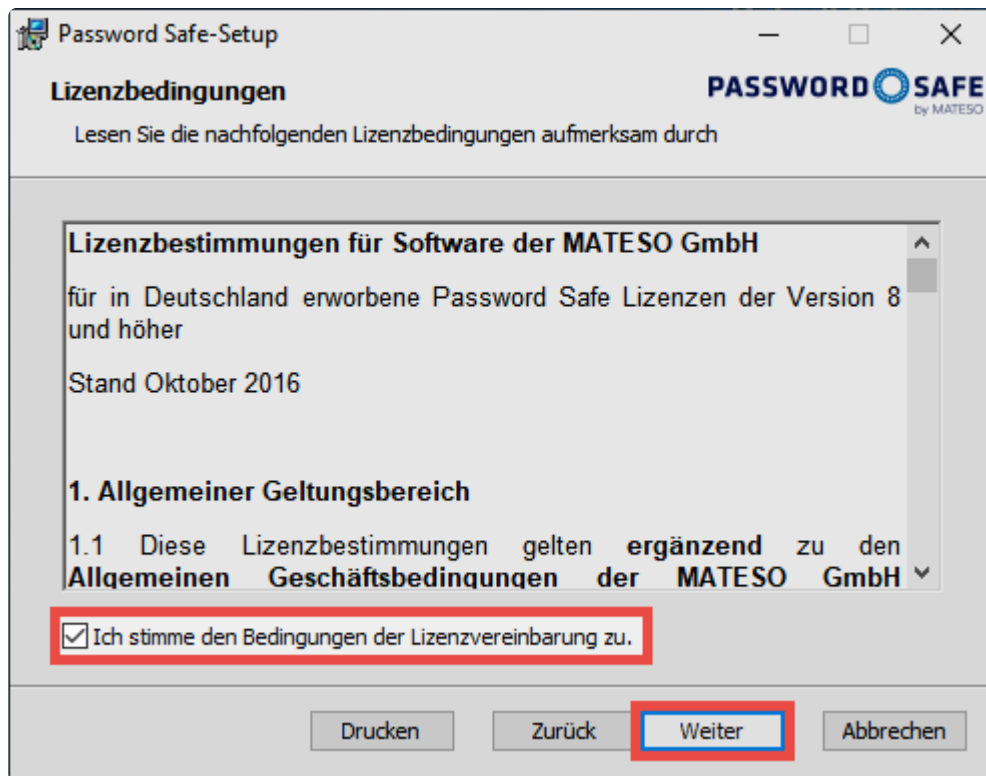 Password Safe-Setup
Lizenzbedingungen
PASSWORD SAFE
by MATESO
Lesen Sie die nachfolgenden Lizenzbedingungen aufmerksam durch
Lizenzbestimmungen für Software der MATESO GmbH
für in Deutschland erworbene Password Safe Lizenzen der Version 8
und höher
Stand Oktober 2016
1. Allgemeiner Geltungsbereich
1.1 Diese Lizenzbestimmungen gelten ergänzend zu den
Allgemeinen Geschäftsbedingungen der MATESO GmbH
Ich stimme den Bedingungen der Lizenzvereinbarung zu.
Drucken Zurück Weiter Abbrechen